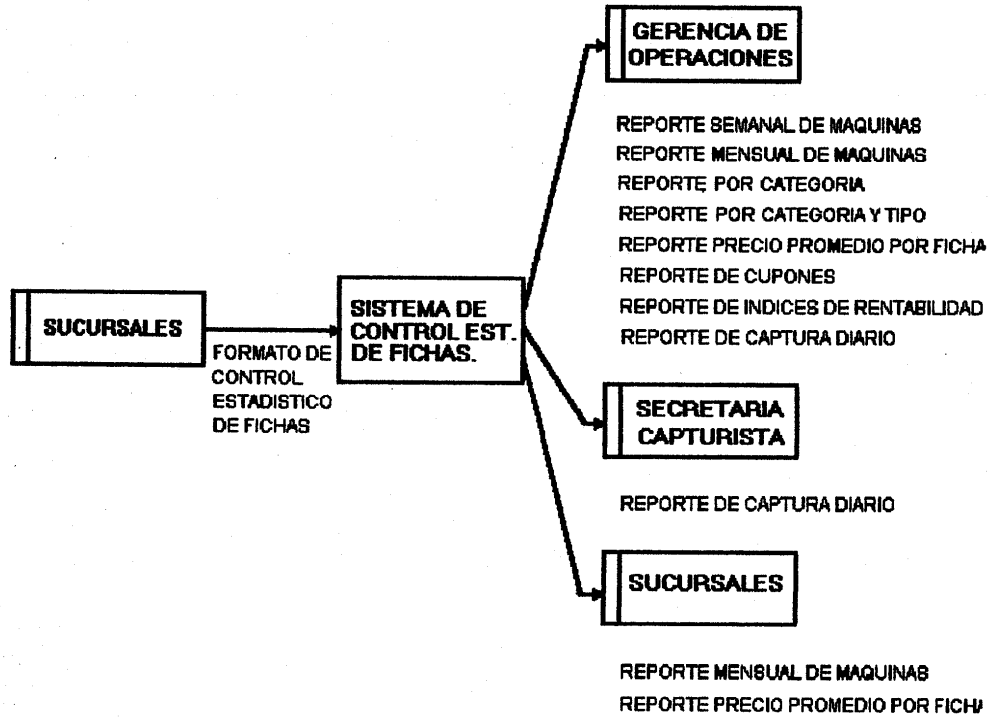 GERENCIA DE
OPERACIONES
REPORTE SEMANAL DE MAQUINAS
REPORTE MENSUAL DE MAQUINAS
REPORTE POR CATEGORIA
REPORTE POR CATEGORIA Y TIPO
REPORTE PRECIO PROMEDIO POR FICHA
REPORTE DE CUPONES
REPORTE DE INDICES DE RENTABILIDAD
REPORTE DE CAPTURA DIARIO
SUCURSALES
FORMATO DE
CONTROL
ESTADISTICO
DE FICHAS
SISTEMA DE
CONTROL EST.
DE FICHAS.
SECRETARIA
CAPTURISTA
REPORTE DE CAPTURA DIARIO
SUCURSALES
REPORTE MENSUAL DE MAQUINAS
REPORTE PRECIO PROMEDIO POR FICHA